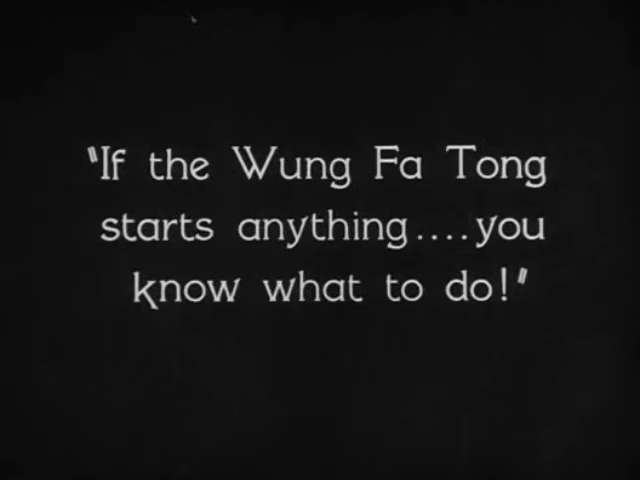 "If the Wung Fa Tong
starts anything....you
know what to do!"